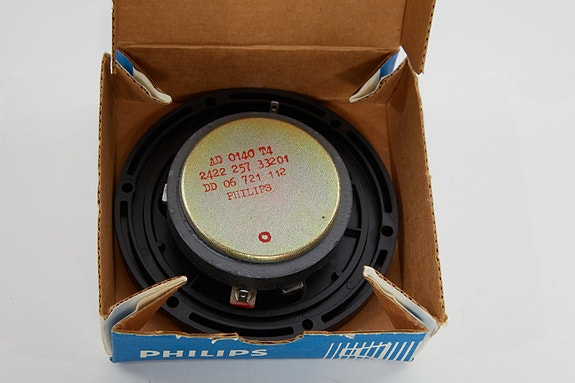 AD 0140 T4
2422 257 33201
DD 06 721 112
PHILIPS
PHILIPS